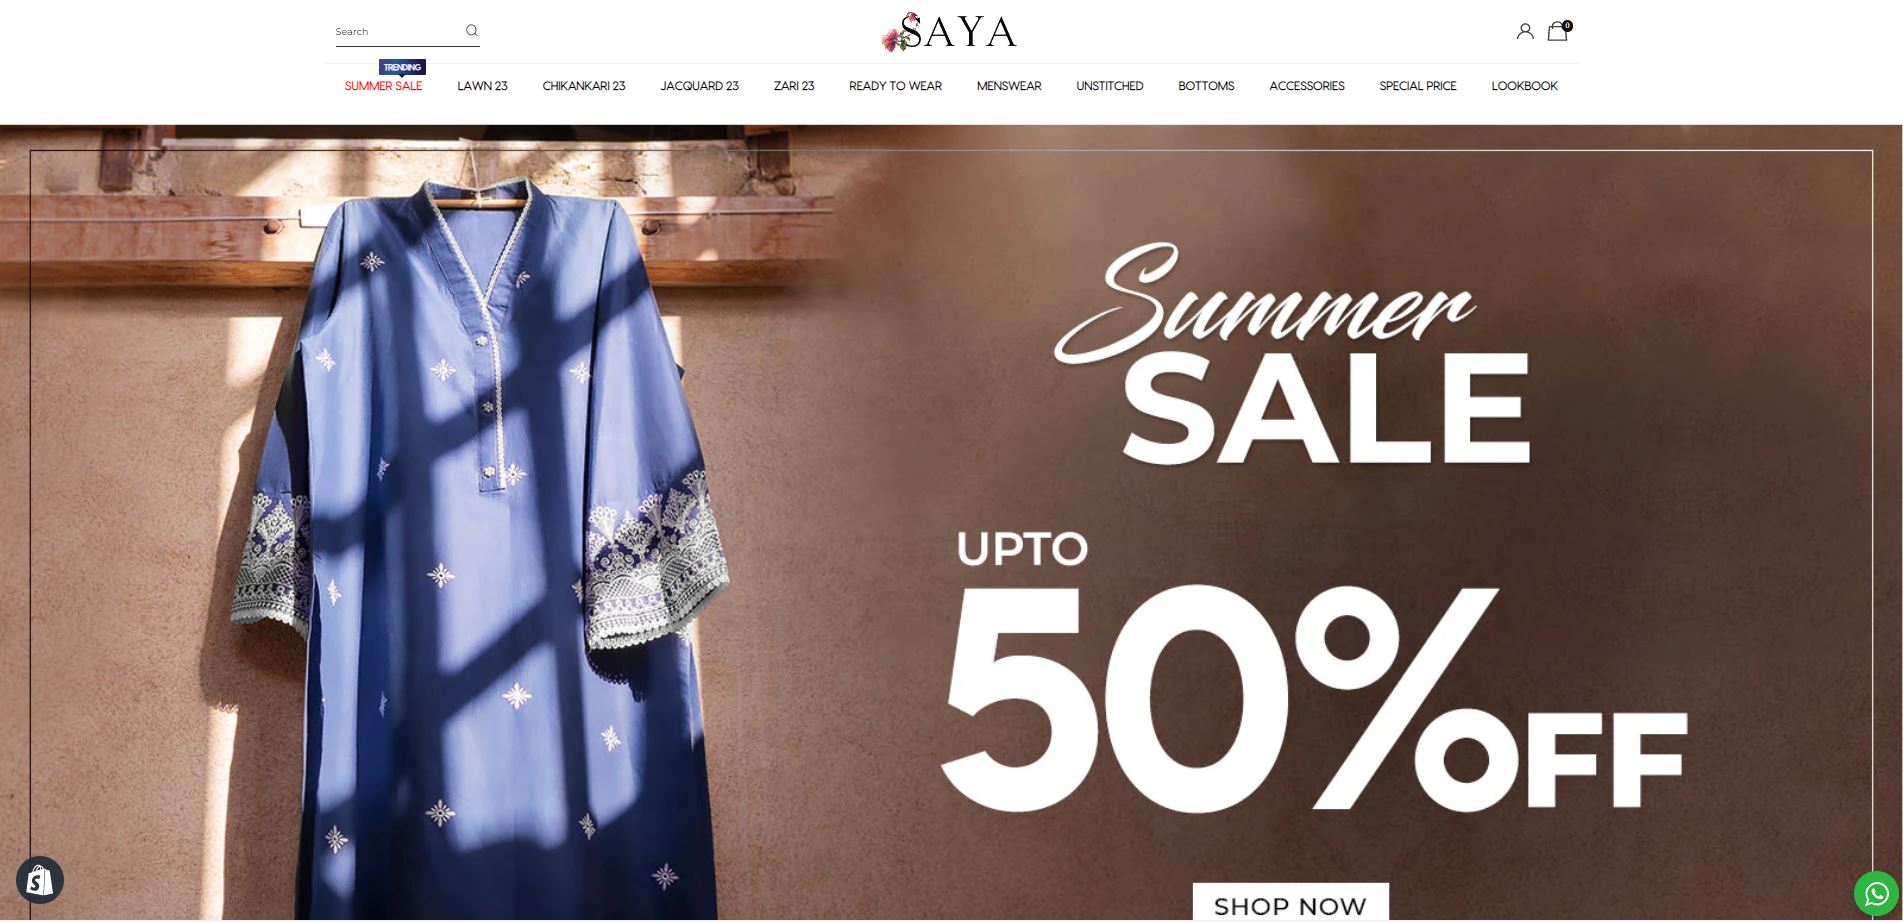 Search
SAYA
0
TRENDING
SUMMER SALE LAWN 23 CHIKANKARI 23 JACQUARD 23 ZARI 23 READY TO WEAR MENSWEAR UNSTITCHED BOTTOMS ACCESSORIES SPECIAL PRICE LOOKBOOK
Summer
SALE
UPTO
50%OFF
SHOP NOW
S